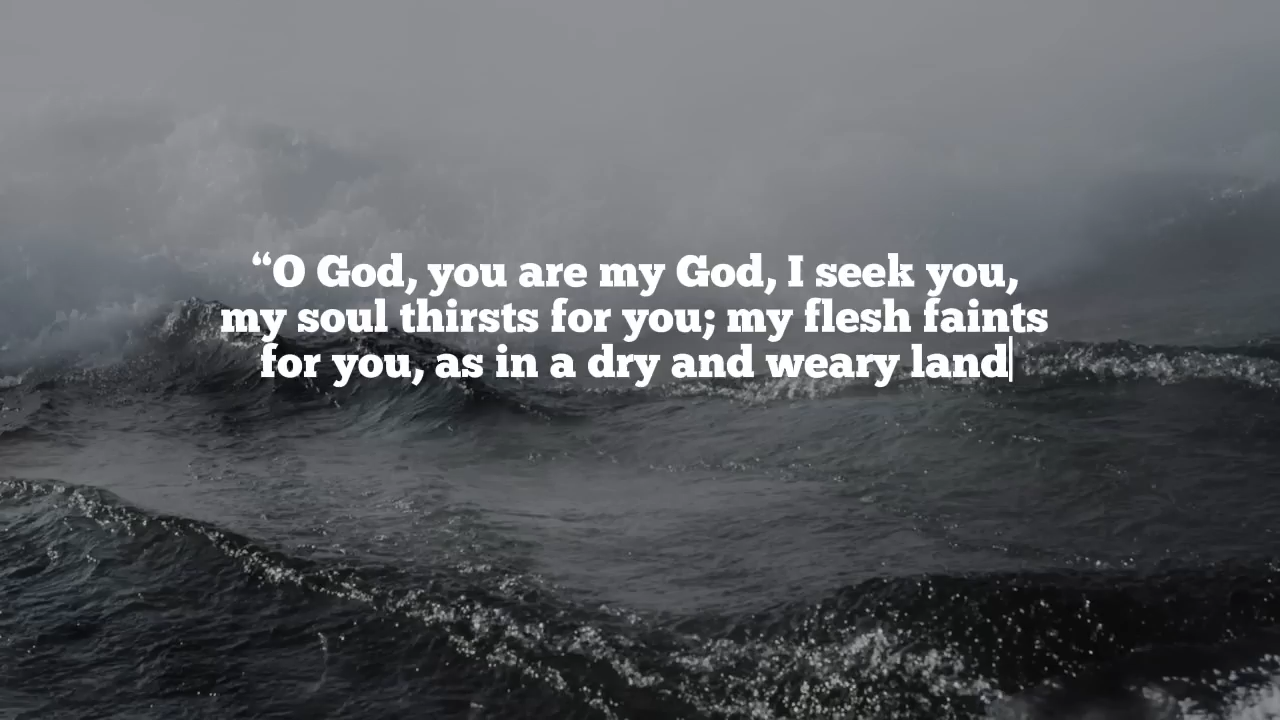 “O God, you are my God, I seek you,
my soul thirsts for you; my flesh faints
for you, as in a dry and weary land